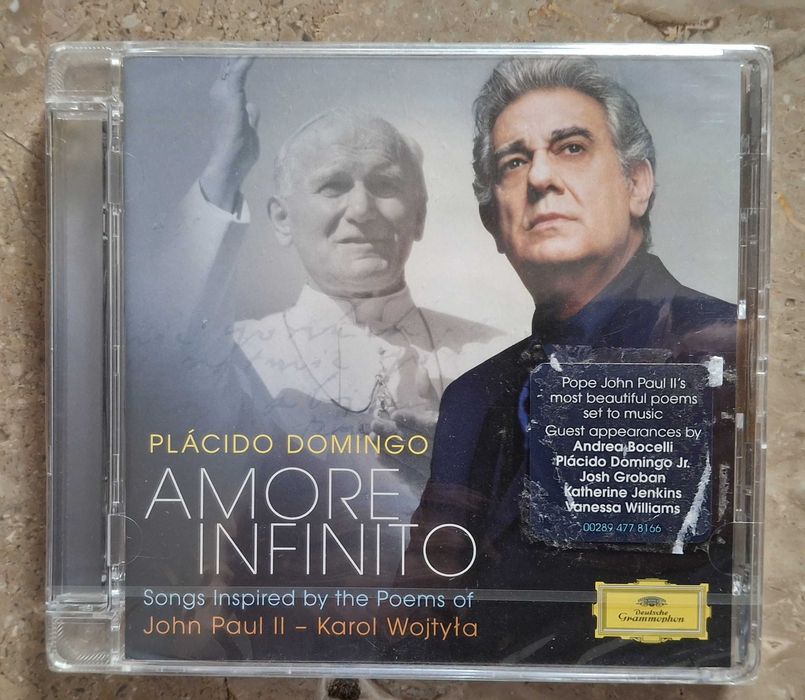 PLÁCIDO DOMINGO
AMORE
INFINITO
Songs Inspired by the Poems of
John Paul II – Karol Wojtyła
Pope John Paul II's
most beautiful poems
set to music
Guest appearances by
Andrea Bocelli
Plácido Domingo Jr.
Josh Groban
Katherine Jenkins
Vanessa Williams
00289 477 8166
Deutsche
Grammophon